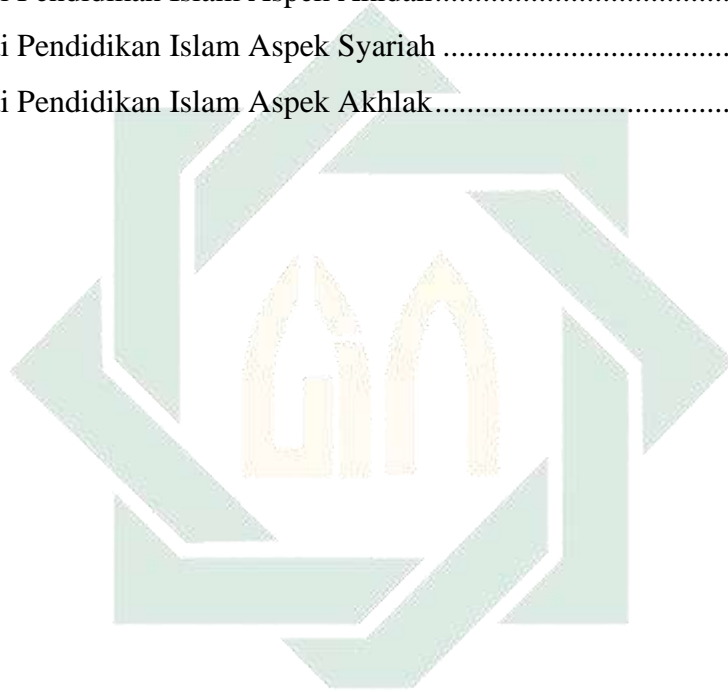 i Pendidikan Islam Aspek Akidah......................................
i Pendidikan Islam Aspek Syariah ....................................
i Pendidikan Islam Aspek Akhlak.....................................